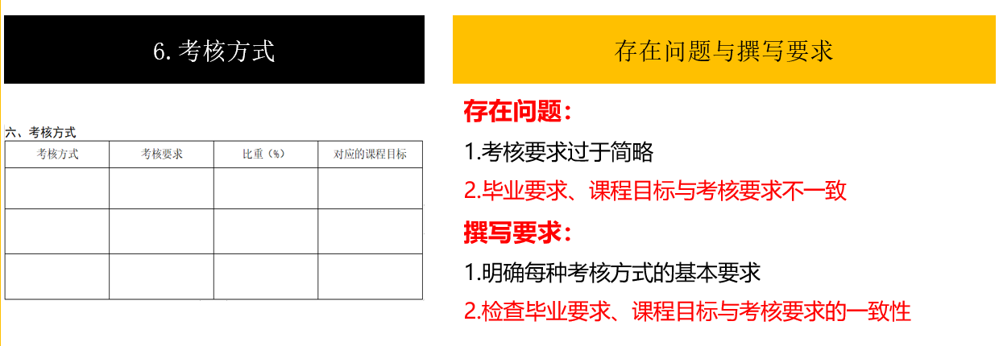 6.考核方式
六、考核方式
考核方式 考核要求 比重（%） 对应的课程目标
存在问题与撰写要求
存在问题：
1.考核要求过于简略
2.毕业要求、课程目标与考核要求不一致
撰写要求：
1.明确每种考核方式的基本要求
2.检查毕业要求、课程目标与考核要求的一致性